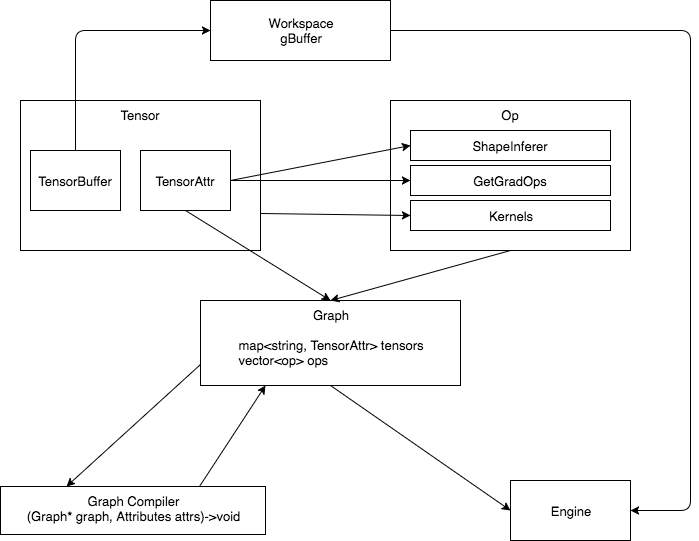 Workspace
gBuffer
Tensor
TensorBuffer
TensorAttr
Op
ShapeInferer
GetGradOps
Kernels
Graph
map<string, TensorAttr> tensors
vector<op> ops
Graph Compiler
(Graph* graph, Attributes attrs)->void
Engine